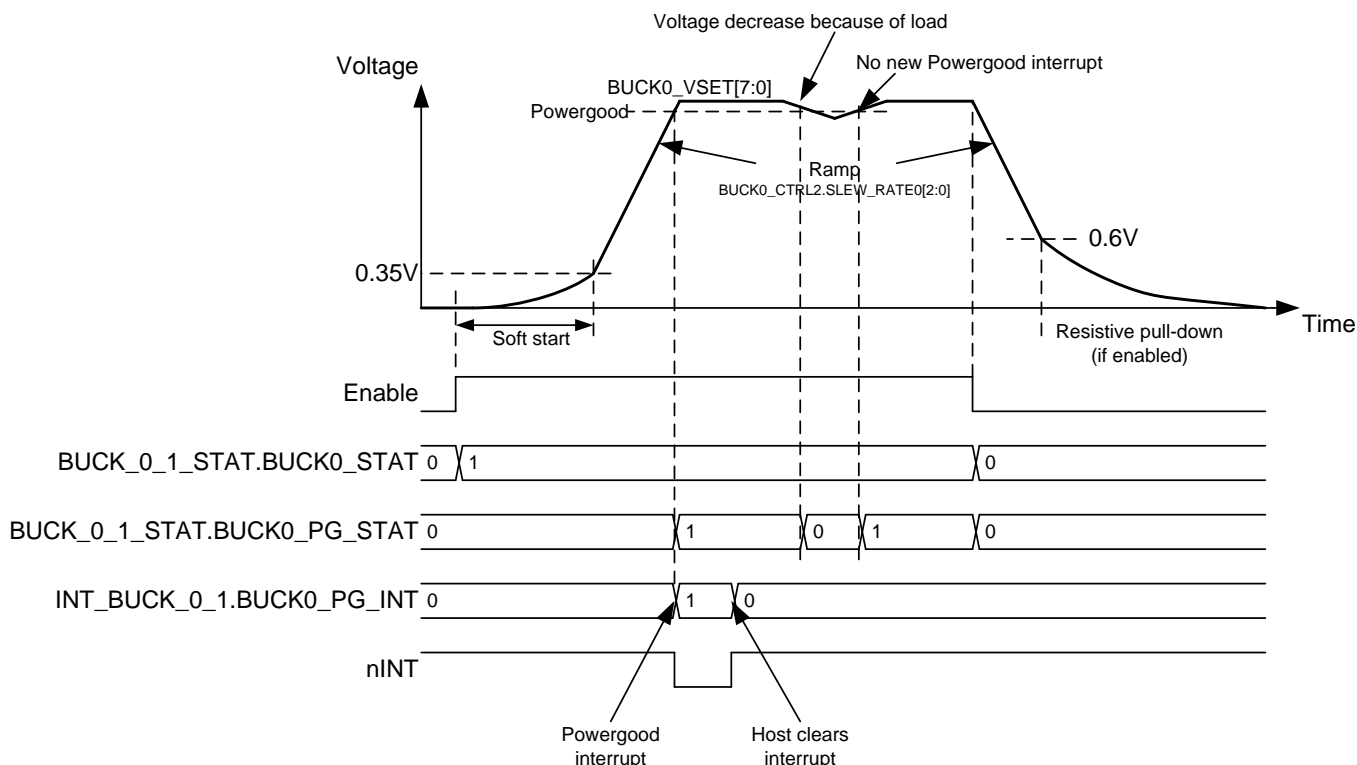 Voltage decrease because of load
Voltage
No new Powergood interrupt
BUCK0_VSET[7:0]
Powergood
Ramp
BUCK0_CTRL2.SLEW_RATE0[2:0]
0.6V
0.35V
Time
Soft start
Resistive pull-down
(if enabled)
Enable
BUCK_0_1_STAT.BUCK0_STAT 0 1 0
BUCK_0_1_STAT.BUCK0_PG_STAT 0 1 0 1 0
INT_BUCK_0_1.BUCK0_PG_INT 0 1 0
nINT
Powergood
interrupt
Host clears
interrupt